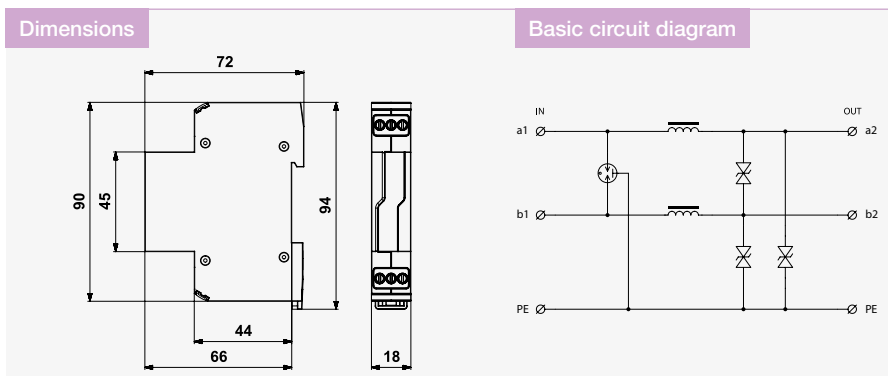 Dimensions
Basic circuit diagram
72
90
45
94
44
66
18
IN
OUT
a1
a2
b1
b2
PE
PE